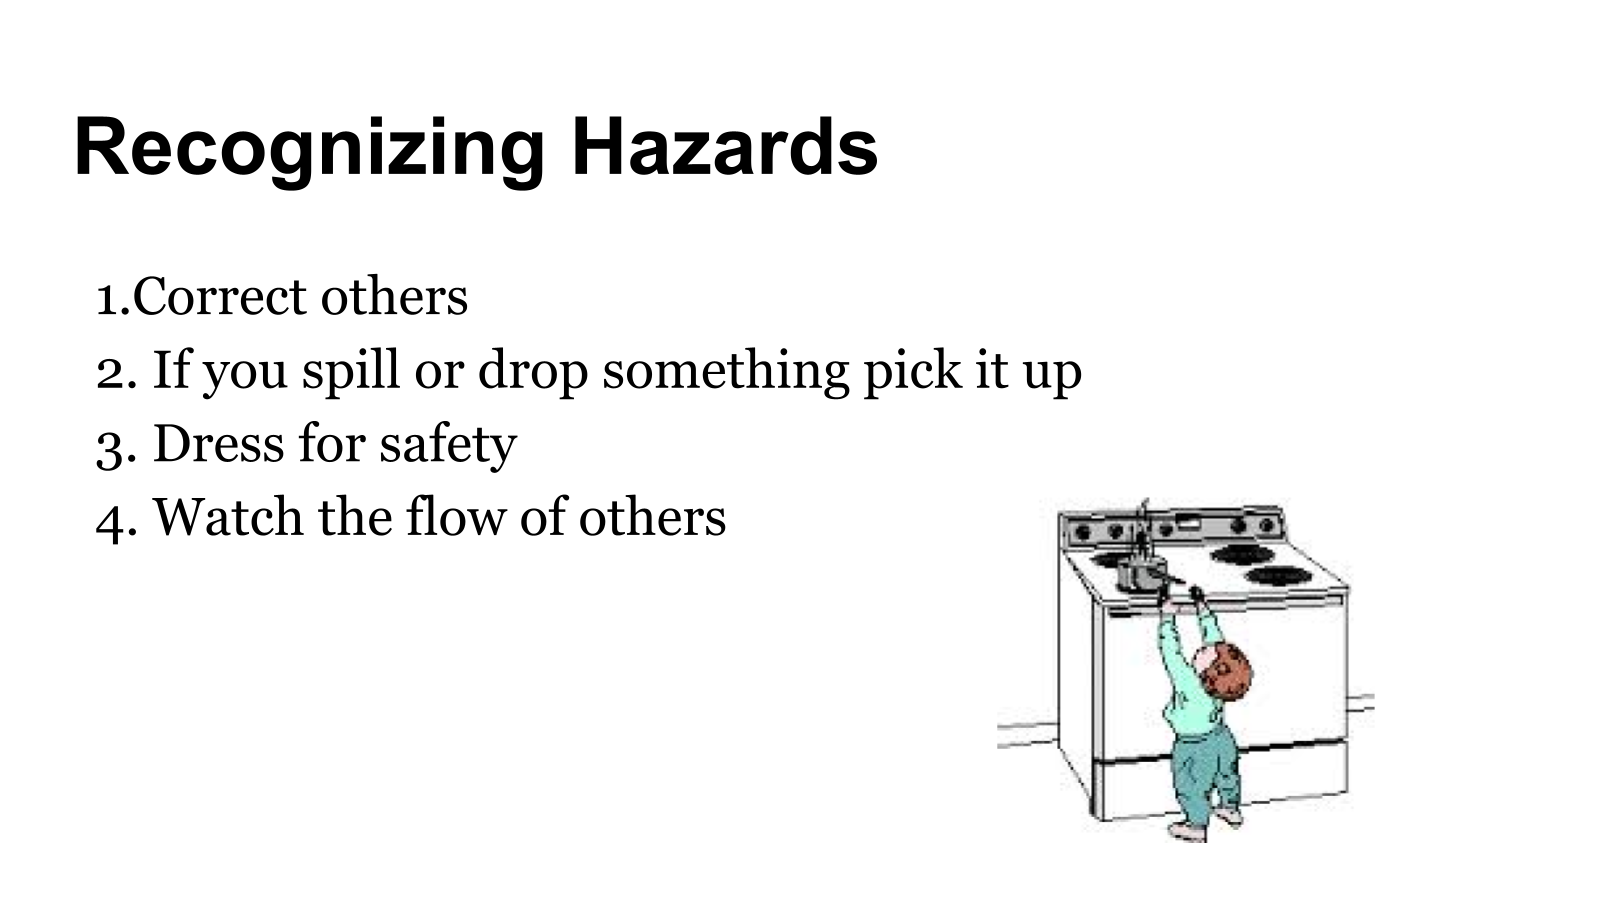 Recognizing Hazards
1.Correct others
2. If you spill or drop something pick it up
3. Dress for safety
4. Watch the flow of others